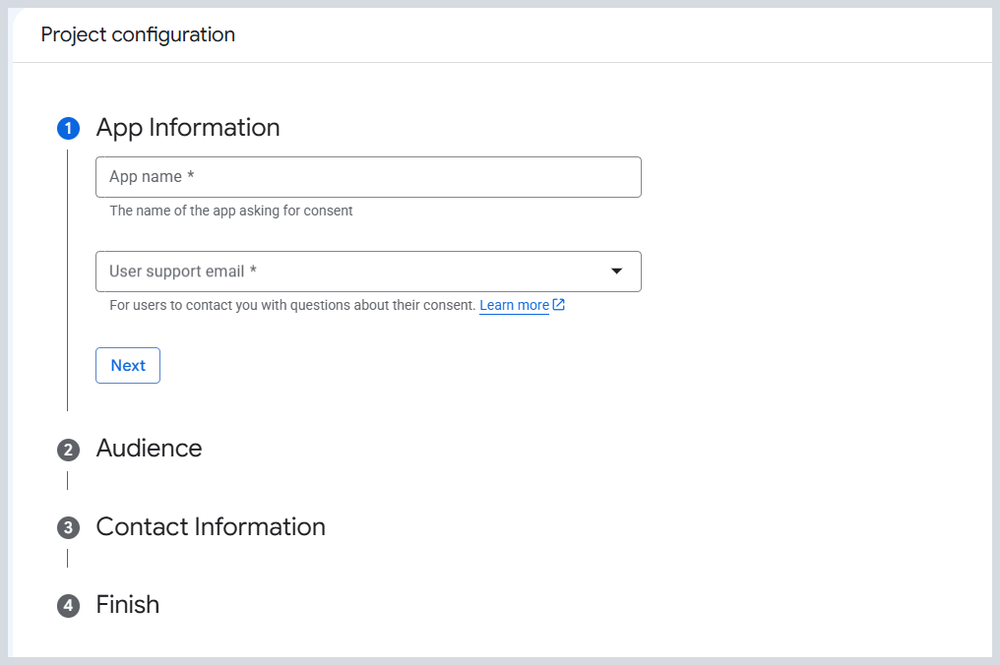 Project configuration
1 App Information
App name *
The name of the app asking for consent
User support email *
For users to contact you with questions about their consent. Learn more
Next
2 Audience
3 Contact Information
4 Finish